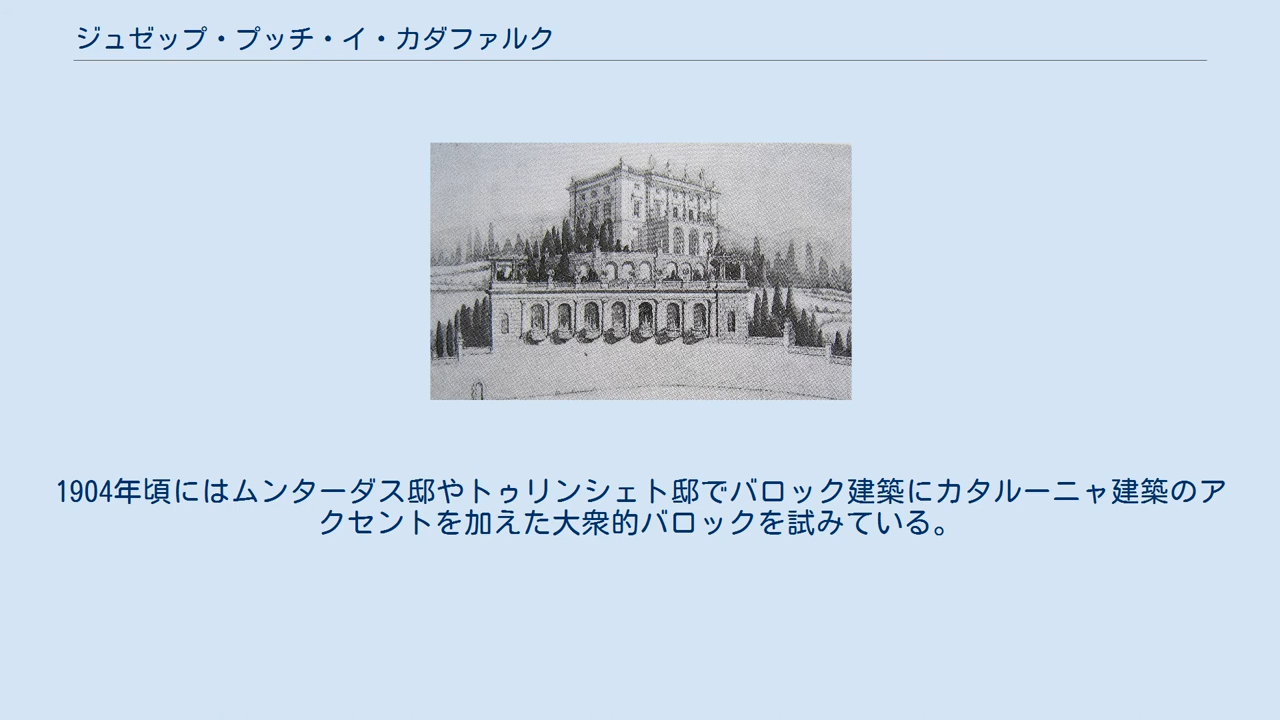 ジュゼップ・プッチ・イ・カダファルク
1904年頃にはムンターダス邸やトゥリンシェト邸でバロック建築にカタルーニャ建築のア
クセントを加えた大衆的バロックを試みている。